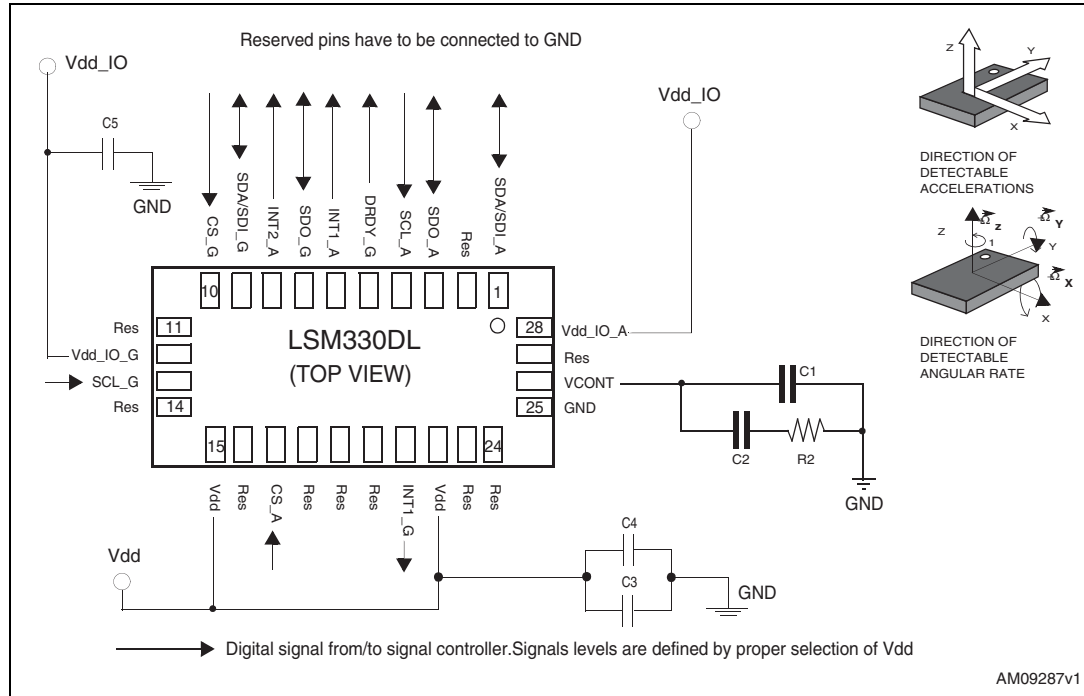 Reserved pins have to be connected to GND
Vdd_IO
C5
GND
Vdd_IO
CS_G
SDA/SDI_G
INT2_A
SDO_G
INT1_A
DRDY_G
SCL_A
SDO_A
Res
SDA/SDI_A
10
1
Res
11
Vdd_IO_G
SCL_G
Res
14
LSM330DL
(TOP VIEW)
28
Vdd_IO_A
Res
VCONT
25
GND
15
24
Vdd
Res
CS_A
Res
Res
Res
INT1_G
Vdd
Res
Res
C1
C2
R2
GND
Vdd
C4
C3
GND
Z
Y
X
DIRECTION OF
DETECTABLE
ACCELERATIONS
Ω z
Z
1
Ω Y
Y
Ω X
X
DIRECTION OF
DETECTABLE
ANGULAR RATE
Digital signal from/to signal controller.Signals levels are defined by proper selection of Vdd
AM09287v1